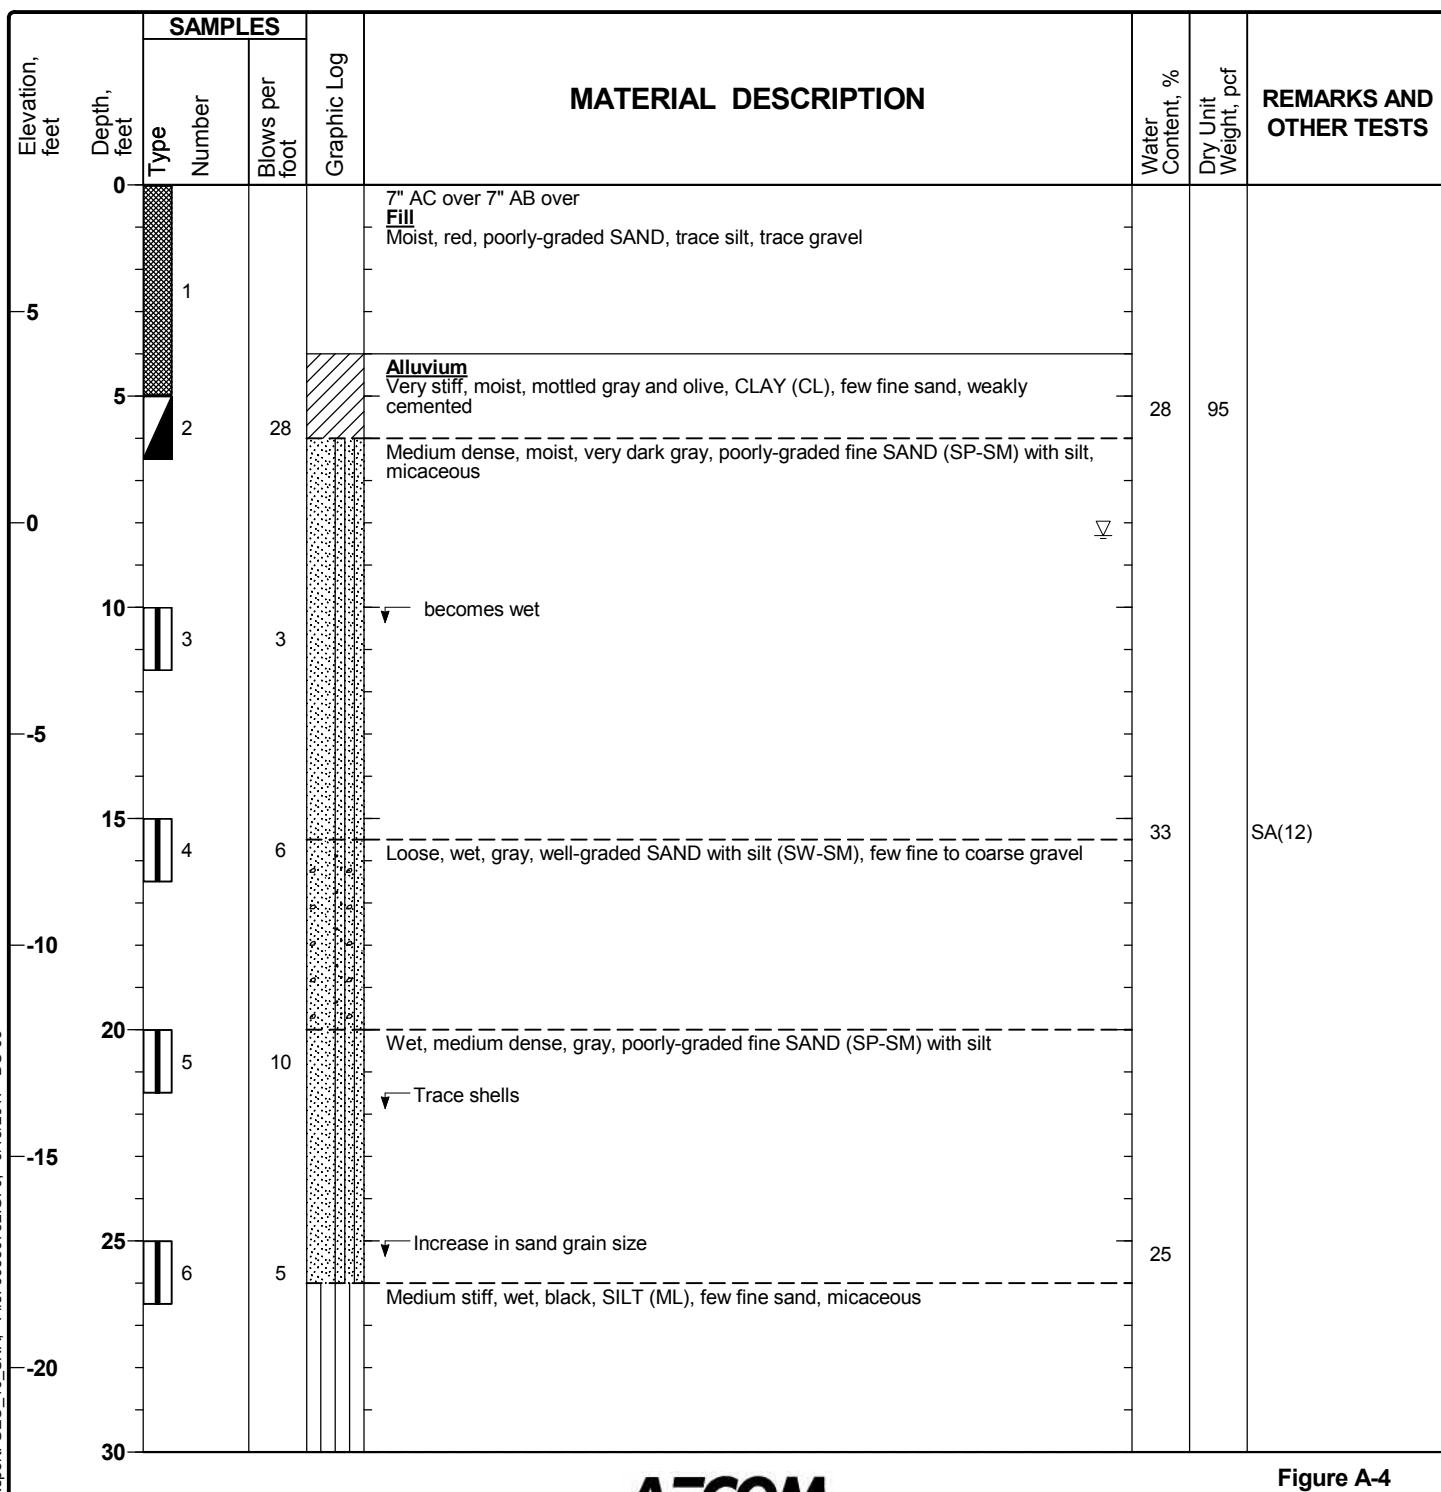 SAMPLES
Elevation, feet
Depth, feet
Type
Number
Blows per foot
Graphic Log
MATERIAL DESCRIPTION
Water Content, %
Dry Unit Weight, pcf
REMARKS AND
OTHER TESTS
0
7" AC over 7" AB over
Fill
Moist, red, poorly-graded SAND, trace silt, trace gravel
1
5
Alluvium
Very stiff, moist, mottled gray and olive, CLAY (CL), few fine sand, weakly
cemented
5
28 95
2 28
Medium dense, moist, very dark gray, poorly-graded fine SAND (SP-SM) with silt,
micaceous
0
10
becomes wet
3 3
-5
15
33 SA(12)
4 6
Loose, wet, gray, well-graded SAND with silt (SW-SM), few fine to coarse gravel
-10
20
Wet, medium dense, gray, poorly-graded fine SAND (SP-SM) with silt
5 10
Trace shells
-15
25
Increase in sand grain size
25
6 5
Medium stiff, wet, black, SILT (ML), few fine sand, micaceous
-20
30
AECOM
Figure A-4